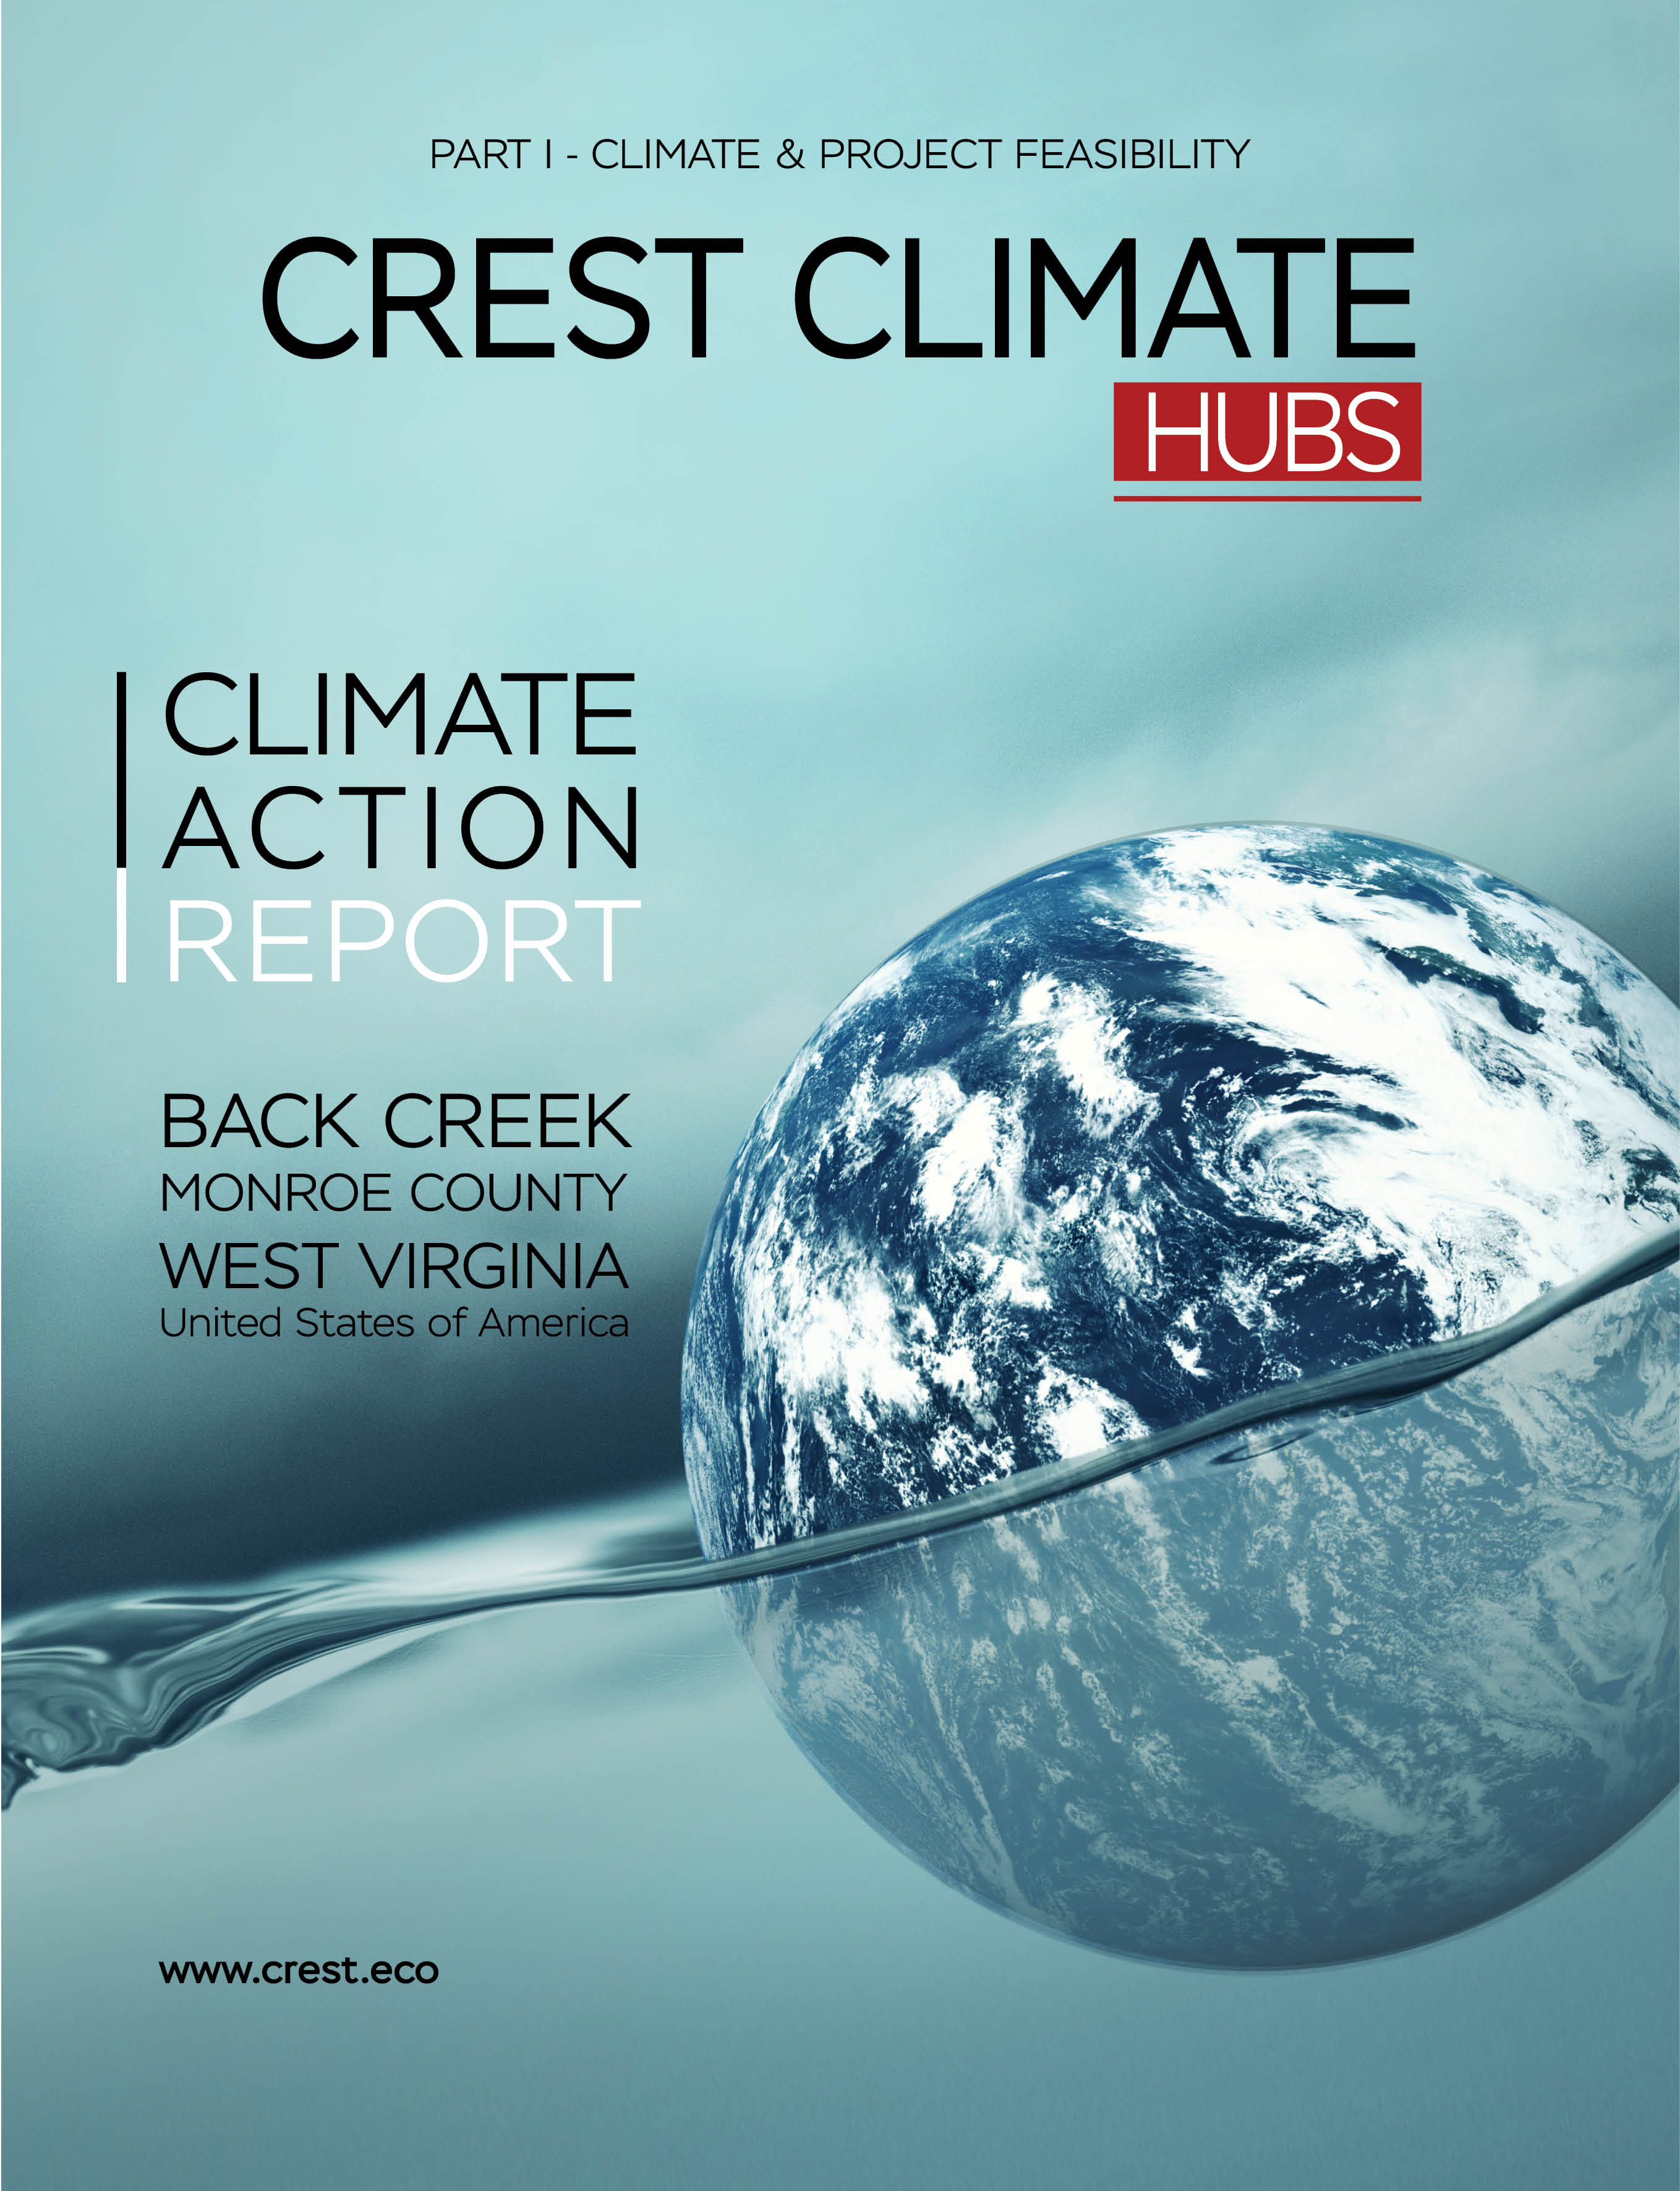 PART I - CLIMATE & PROJECT FEASIBILITY
CREST CLIMATE
HUBS
CLIMATE
ACTION
REPORT
BACK CREEK
MONROE COUNTY
WEST VIRGINIA
United States of America
www.crest.eco